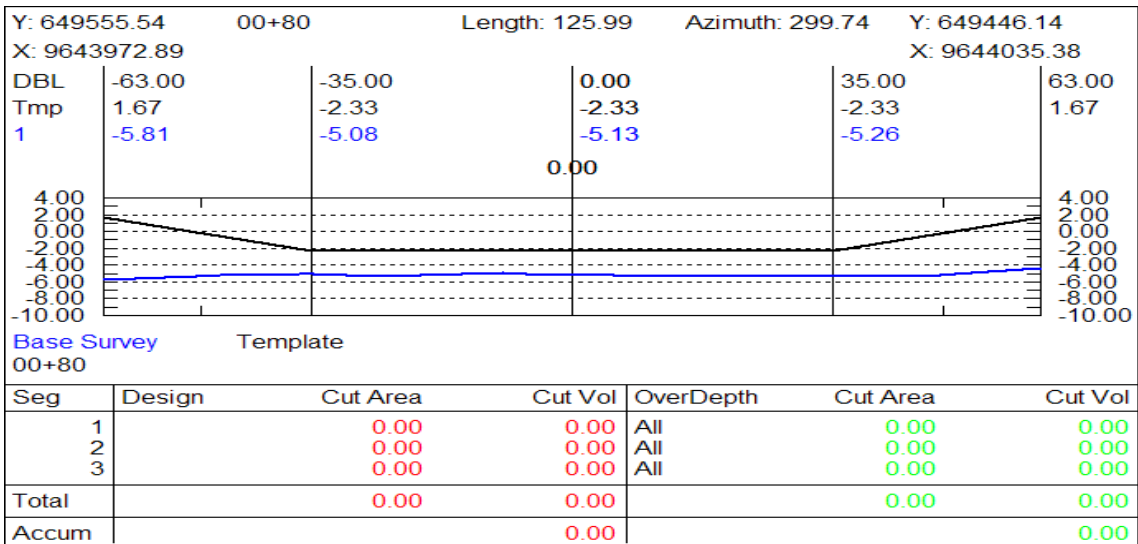 Y: 649555.54 00+80 Length: 125.99 Azimuth: 299.74 Y: 649446.14
X: 9643972.89 X: 9644035.38
DBL -63.00 -35.00 0.00 35.00 63.00
Tmp 1.67 -2.33 -2.33 -2.33 1.67
1 -5.81 -5.08 -5.13 -5.26
0.00
4.00 4.00
2.00 2.00
0.00 0.00
-2.00 -2.00
-4.00 -4.00
-6.00 -6.00
-8.00 -8.00
-10.00 -10.00
Base Survey Template
00+80
Seg Design Cut Area Cut Vol OverDepth Cut Area Cut Vol
1 0.00 0.00 All 0.00 0.00
2 0.00 0.00 All 0.00 0.00
3 0.00 0.00 All 0.00 0.00
Total 0.00 0.00 0.00 0.00
Accum 0.00 0.00